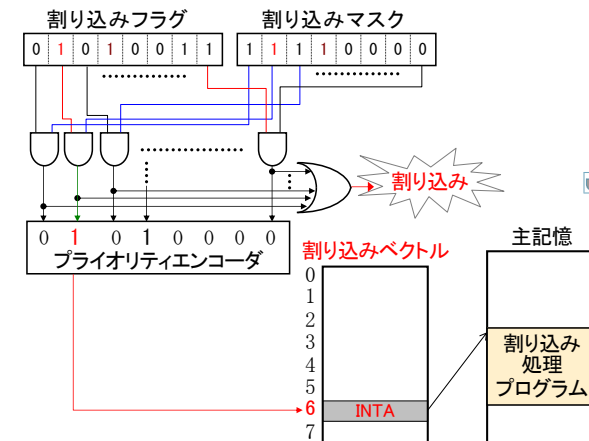 割り込みフラグ
割り込みマスク
0 1 0 1 0 0 1 1
1 1 1 1 0 0 0 0
割り込み
0 1 0 1 0 0 0 0
プライオリティエンコーダ
割り込みベクトル
0
1
2
3
4
5
6 INTA
7
主記憶
割り込み
処理
プログラム